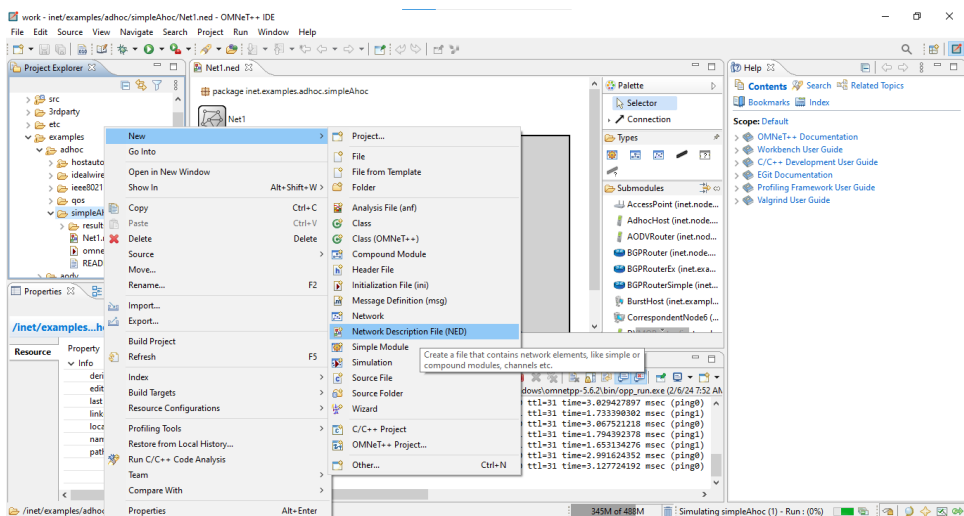 work - inet/examples/adhoc/simpleAhoc/Net1.ned - OMNeT++ IDE
File Edit Source View Navigate Search Project Run Window Help
Project Explorer
src
3rdparty
etc
examples
adhoc
hostauto
idealwire
ieee8021
qos
simpleAh
result
Net1.
omne
READ
andy
Properties
/inet/examples...h
Resource
Property
Info
deri
edit
last
link
loca
nam
path
/inet/examples/adhoc
New
Go Into
Open in New Window
Show In Alt+Shift+W >
Copy Ctrl+C
Paste Ctrl+V
Delete Delete
Source
Move...
Rename... F2
Import...
Export...
Build Project
Refresh F5
Index
Build Targets
Resource Configurations
Profiling Tools
Restore from Local History...
Run C/C++ Code Analysis
Team
Compare With
Properties Alt+Enter
Project...
File
File from Template
Folder
Analysis File (anf)
Class
Class (OMNeT++)
Compound Module
Header File
Initialization File (ini)
Message Definition (msg)
Network
Network Description File (NED)
Simple Module
Simulation
Source File
Source Folder
Wizard
C/C++ Project
OMNeT++ Project...
Other... Ctrl+N
Create a file that contains network elements, like simple or
compound modules, channels etc.
Net1.ned
package inet.examples.adhoc.simpleAhoc
Net1
Palette
Selector
Connection
Types
Submodules
AccessPoint (inet.node...
AdhocHost (inet.node....
AODVRouter (inet.nod...
BGPRouter (inet.node....
BGPRouterEx (inet.exa...
BGPRouterSimple (inet...
BurstHost (inet.exampl...
CorrespondentNode6 (...
dows\omnetpp-5.6.2\bin/opp_run.exe (2/6/24 7:52 AM
ttl=31 time=3.029427897 msec (ping0)
ttl=31 time=1.733390302 msec (ping1)
ttl=31 time=3.067521218 msec (ping0)
ttl=31 time=1.794392378 msec (ping1)
ttl=31 time=1.653134276 msec (ping1)
ttl=31 time=2.991624352 msec (ping0)
ttl=31 time=3.127724192 msec (ping0)
345M of 488M
Simulating simpleAhoc (1) - Run : (0%)
Help
Contents Search Related Topics
Bookmarks Index
Scope: Default
OMNeT++ Documentation
Workbench User Guide
C/C++ Development User Guide
EGit Documentation
Profiling Framework User Guide
Valgrind User Guide